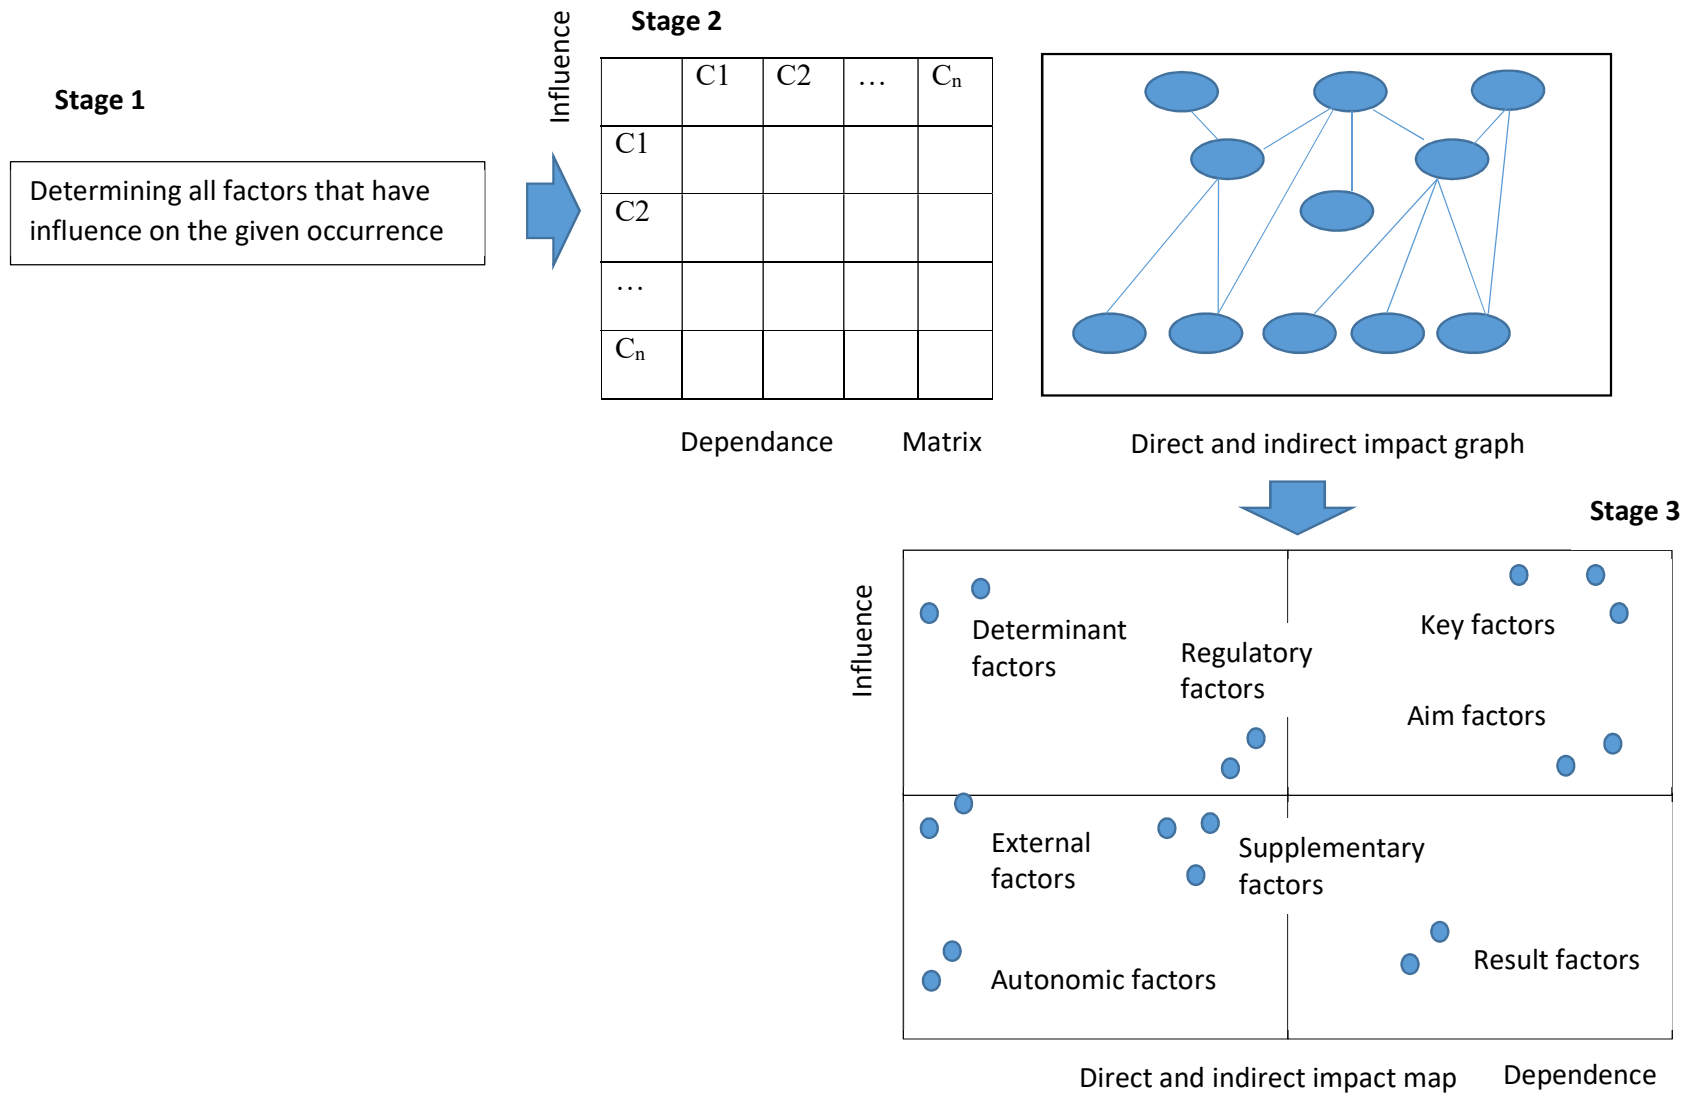 Stage 1
Determining all factors that have
influence on the given occurrence
Stage 2
Influence
C1 C2 … Cn
C1
C2
…
Cn
Dependance Matrix
Direct and indirect impact graph
Stage 3
Influence
Determinant
factors
Regulatory
factors
Key factors
Aim factors
External
factors
Supplementary
factors
Autonomic factors
Result factors
Direct and indirect impact map
Dependence